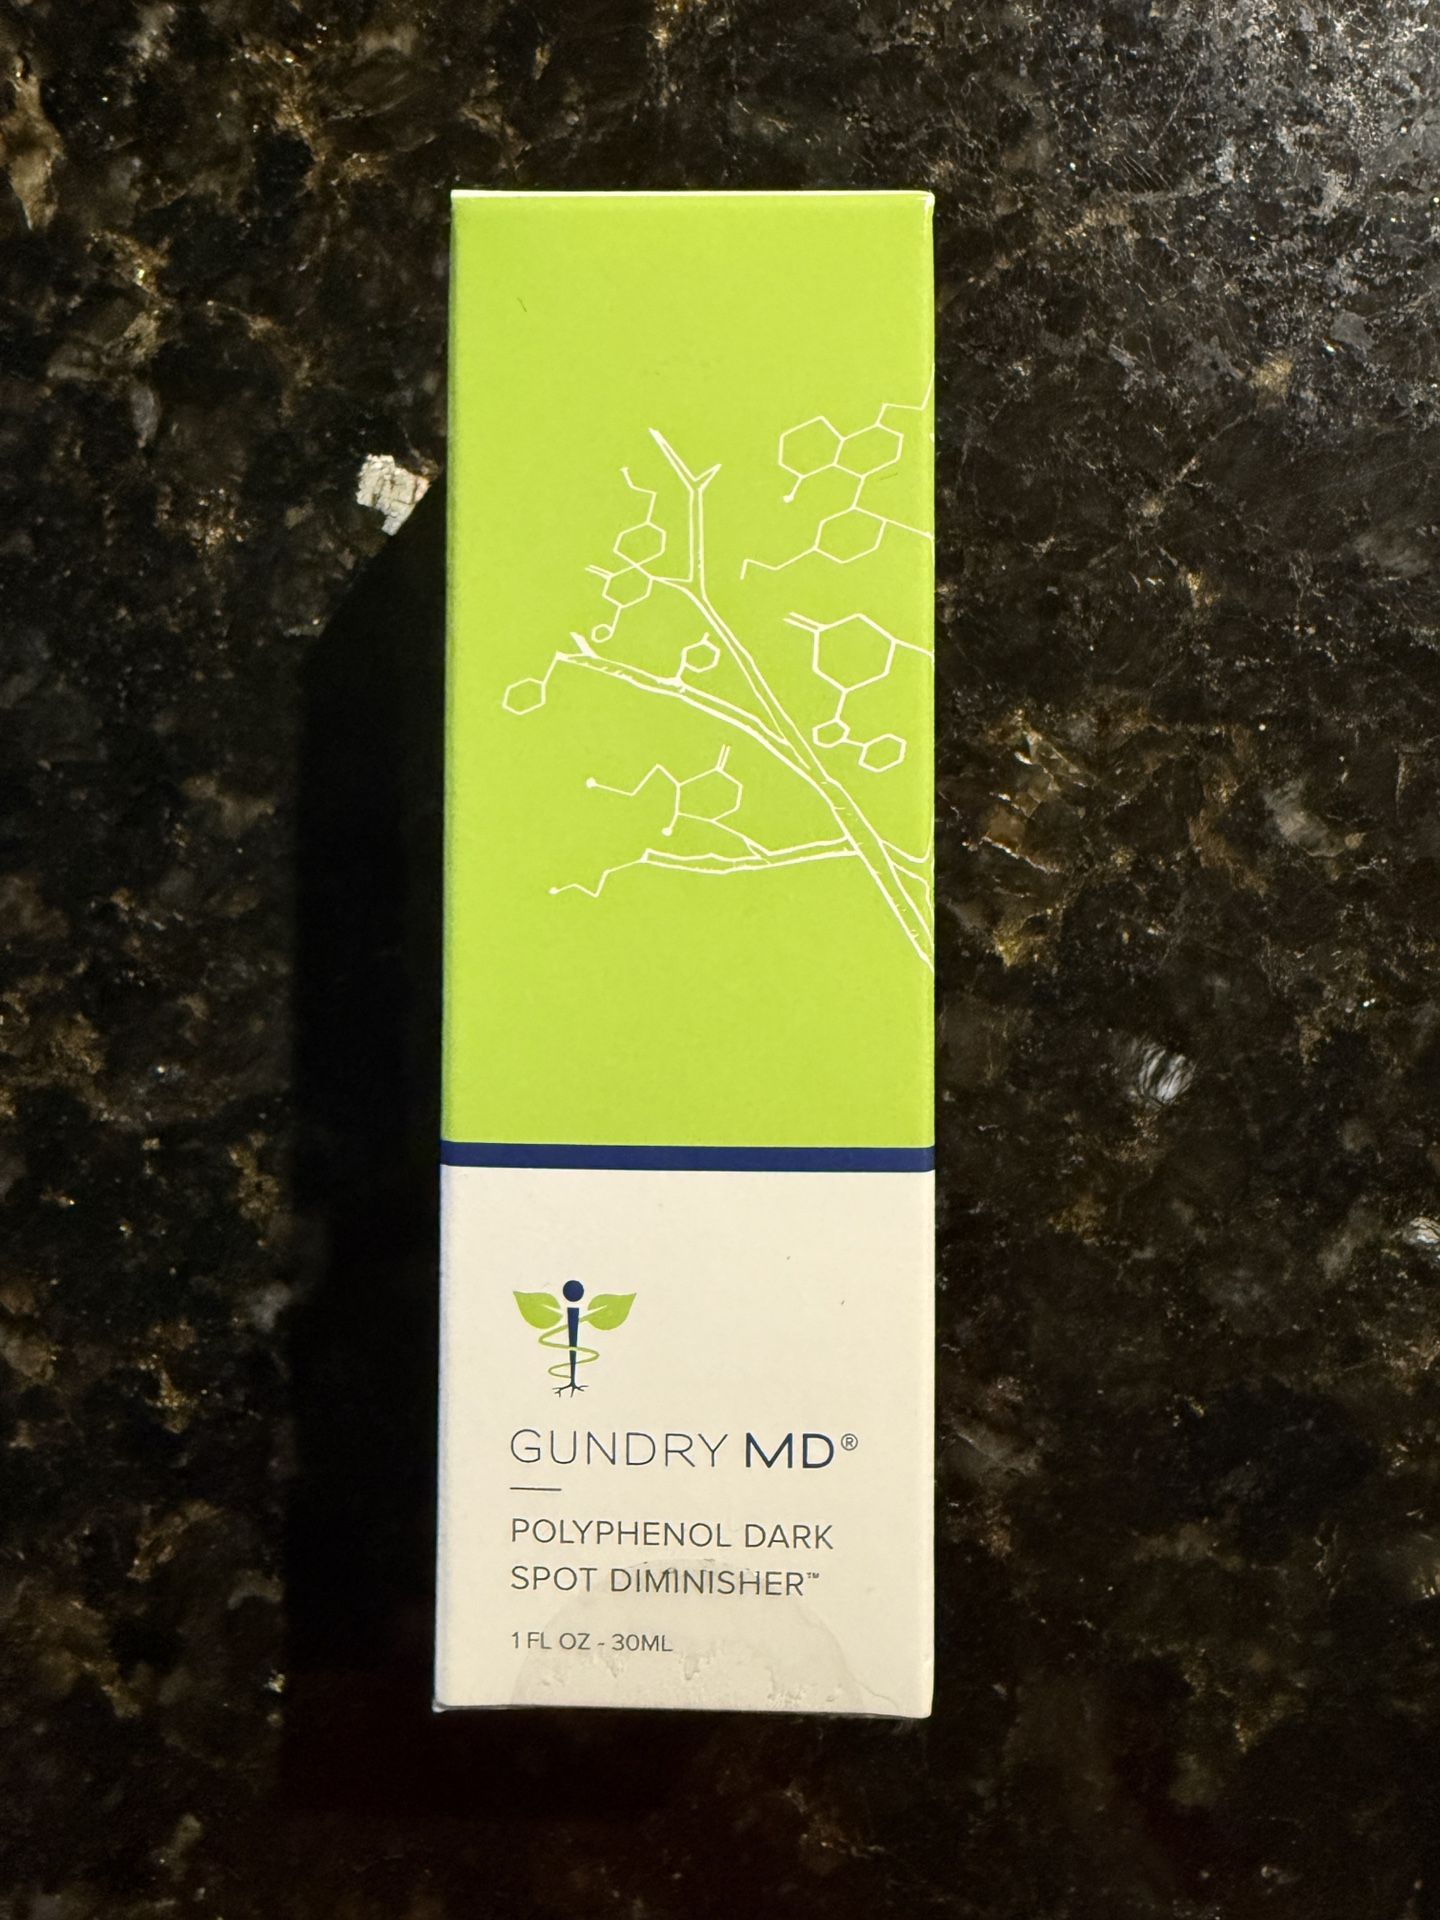 GUNDRY MD®
POLYPHENOL DARK
SPOT DIMINISHER™
1 FL OZ - 30ML